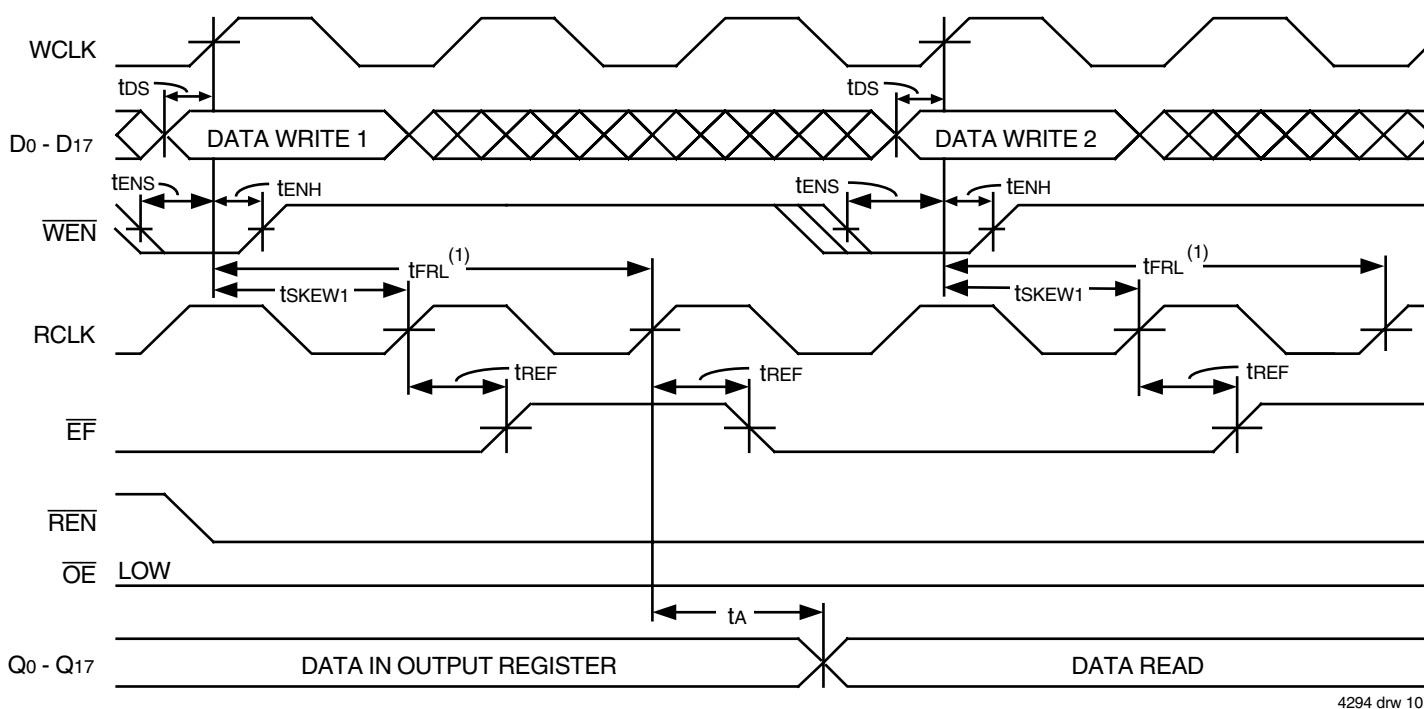 WCLK
tDS
tDS
D0 - D17
DATA WRITE 1
DATA WRITE 2
tENS
tENH
tENS
tENH
WEN
tFRL(1)
tFRL(1)
tSKEW1
tSKEW1
RCLK
tREF
tREF
tREF
EF
REN
OE
LOW
tA
Q0 - Q17
DATA IN OUTPUT REGISTER
DATA READ
4294 drw 10